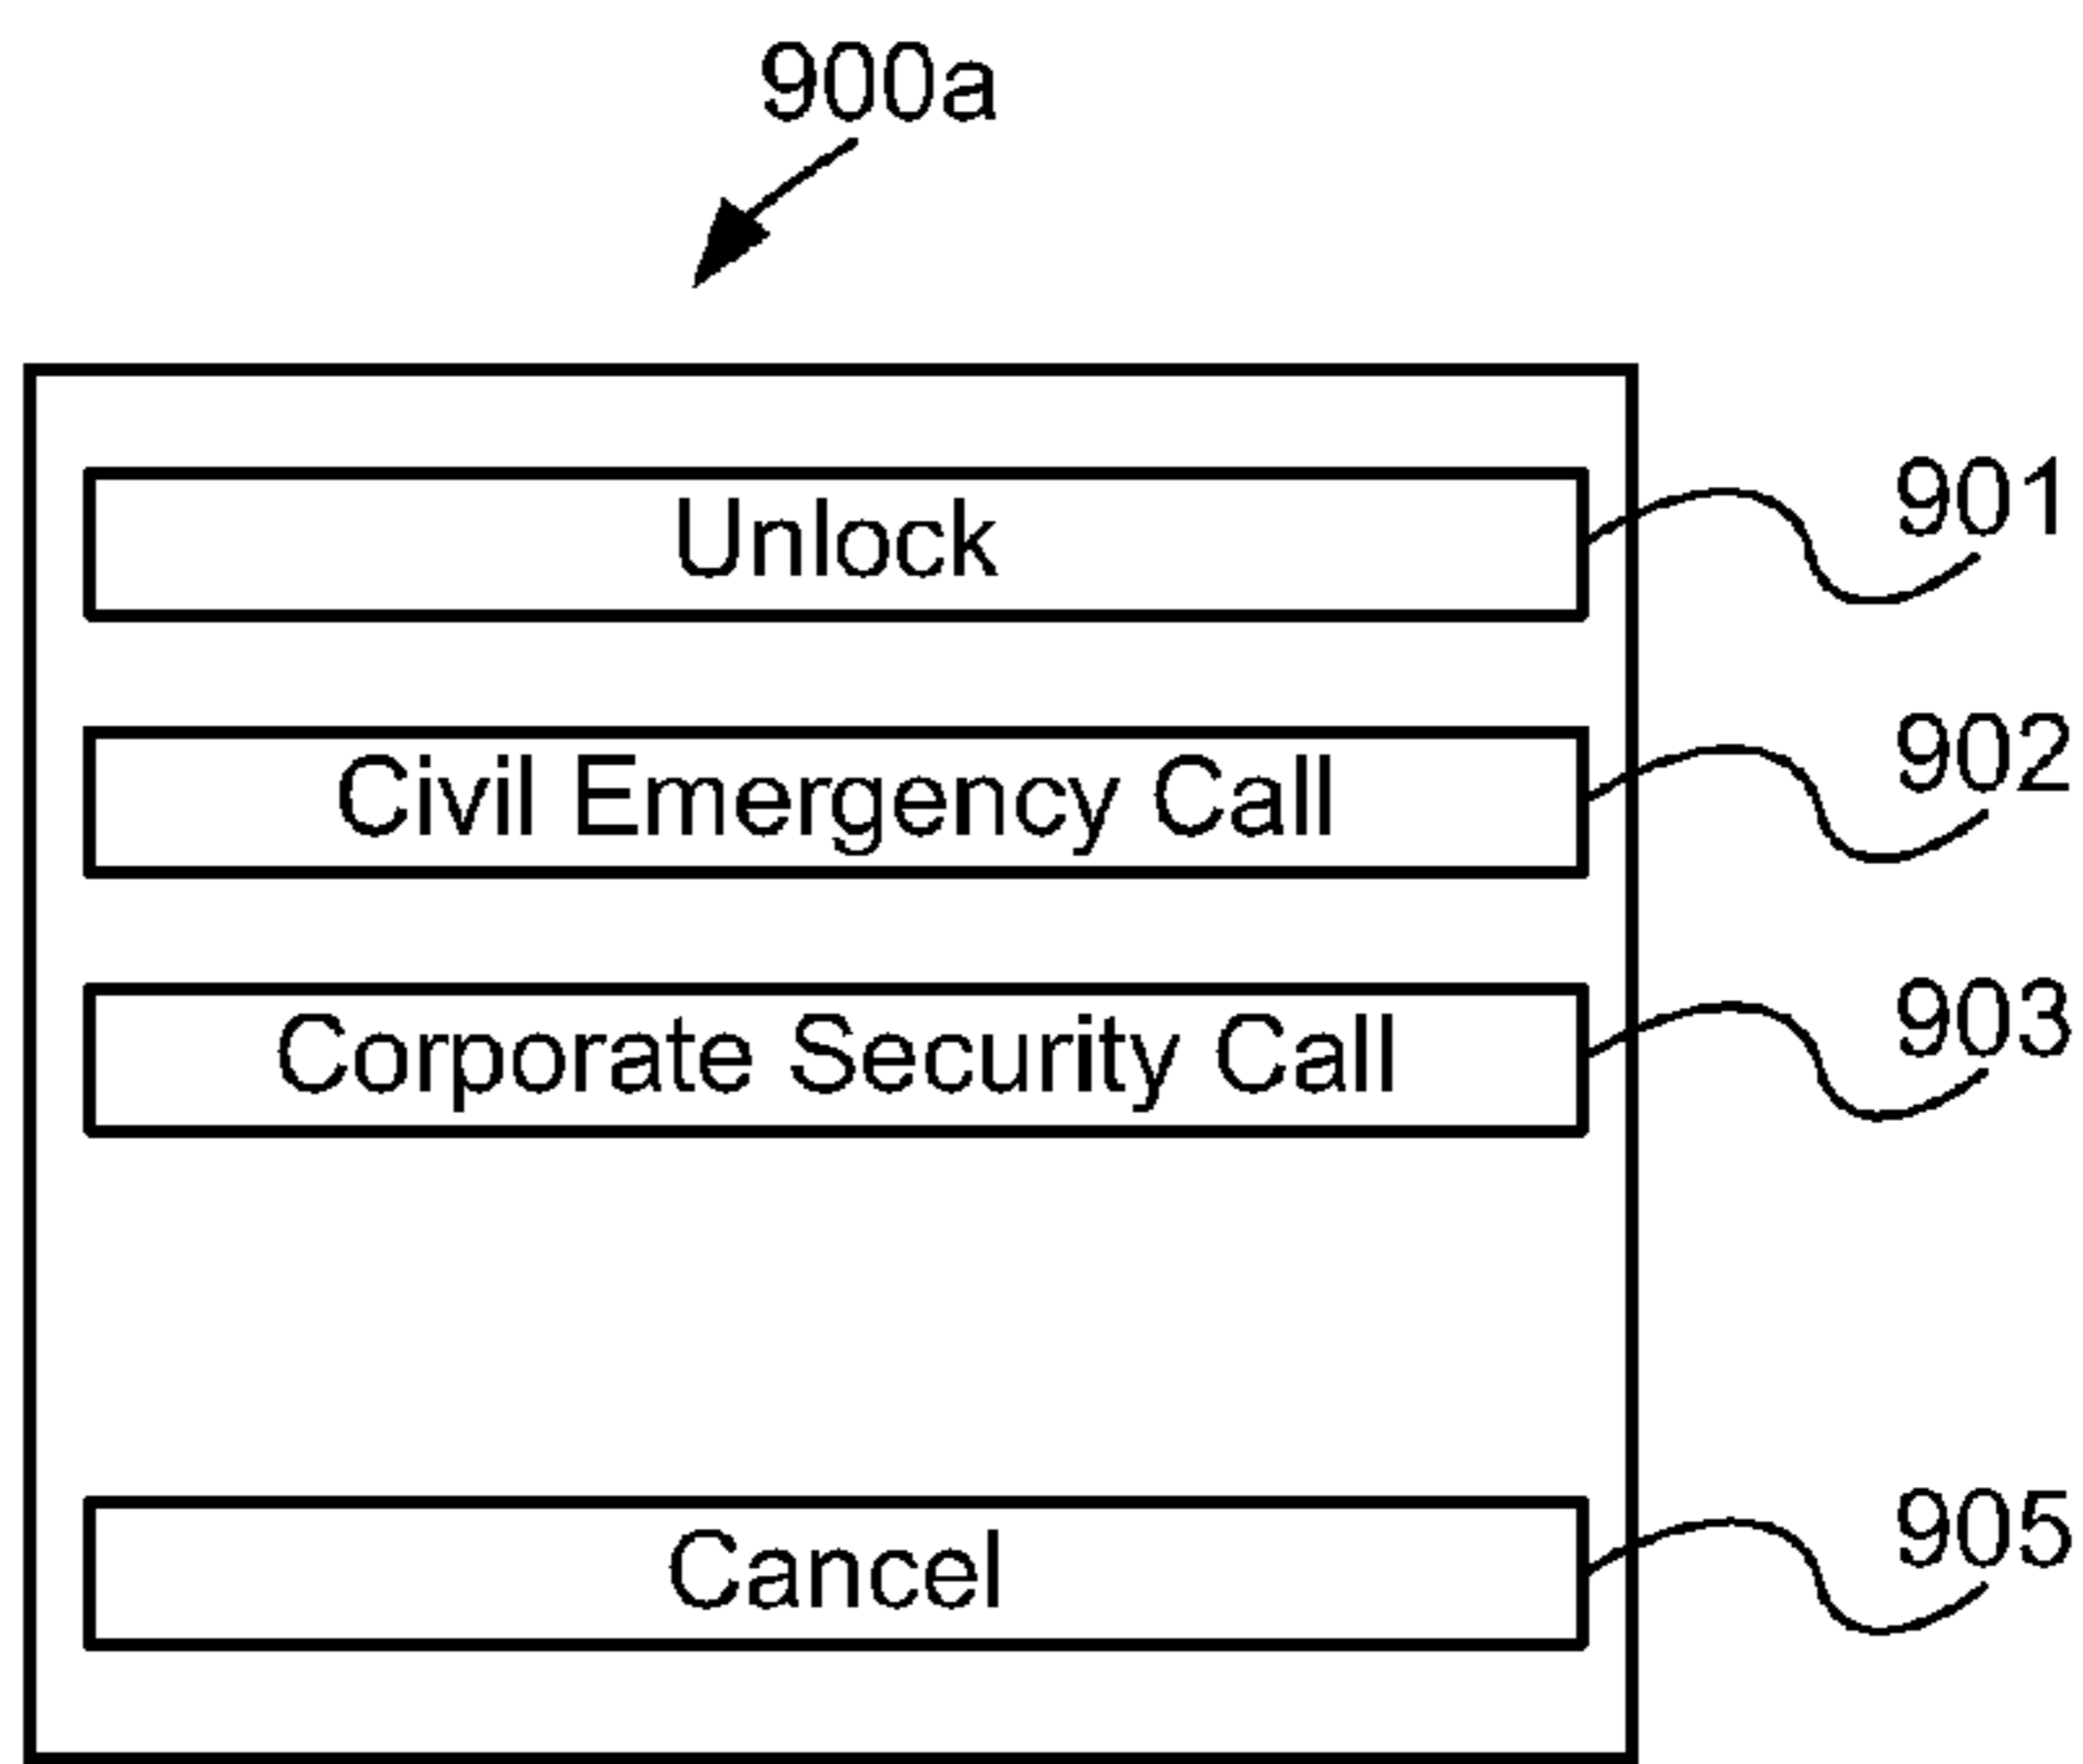 900a
Unlock
901
Civil Emergency Call
902
Corporate Security Call
903
Cancel
905